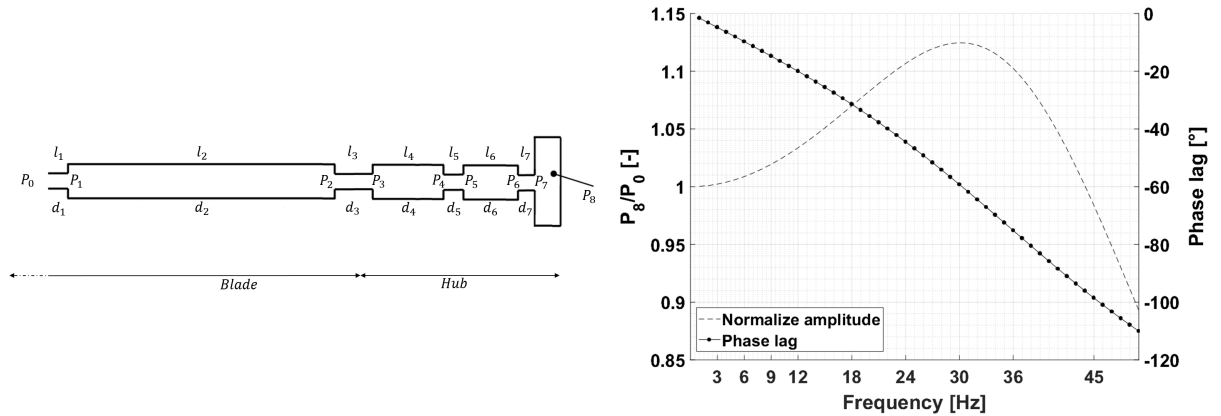 l₁ l₂ l₃ l₄ l₅ l₆ l₇
P₀ P₁ P₂ P₃ P₄ P₅ P₆ P₇
P₈
d₁ d₂ d₃ d₄ d₅ d₆ d₇
Blade Hub
1.15
1.1
1.05
1
0.95
0.9
0.85
P₈/P₀ [-]
0
-20
-40
-60
-80
-100
-120
Phase lag [°]
Normalize amplitude
Phase lag
3 6 9 12 18 24 30 36 45
Frequency [Hz]